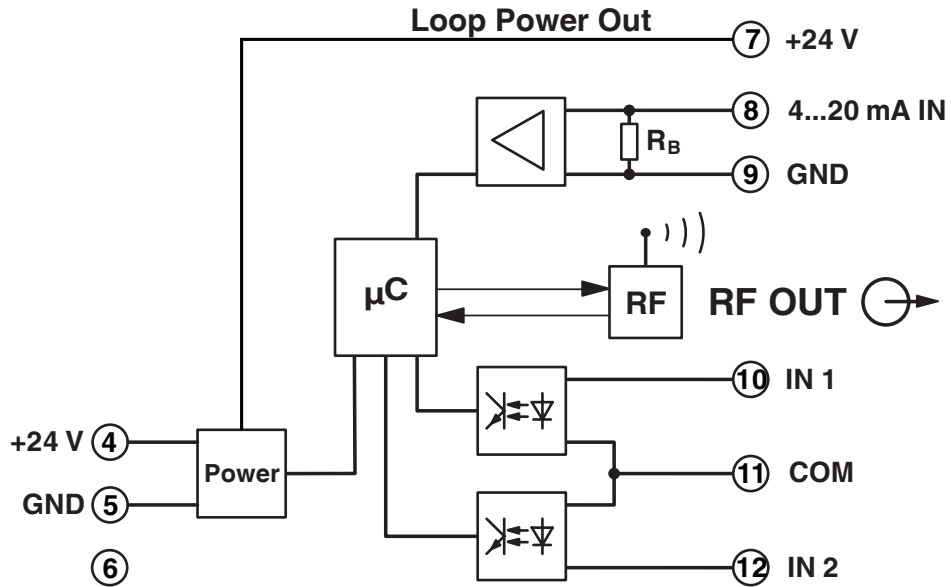 Loop Power Out
7 +24 V
8 4...20 mA IN
RB
9 GND
µC
RF
RF OUT
10 IN 1
+24 V 4
Power
11 COM
GND 5
6
12 IN 2